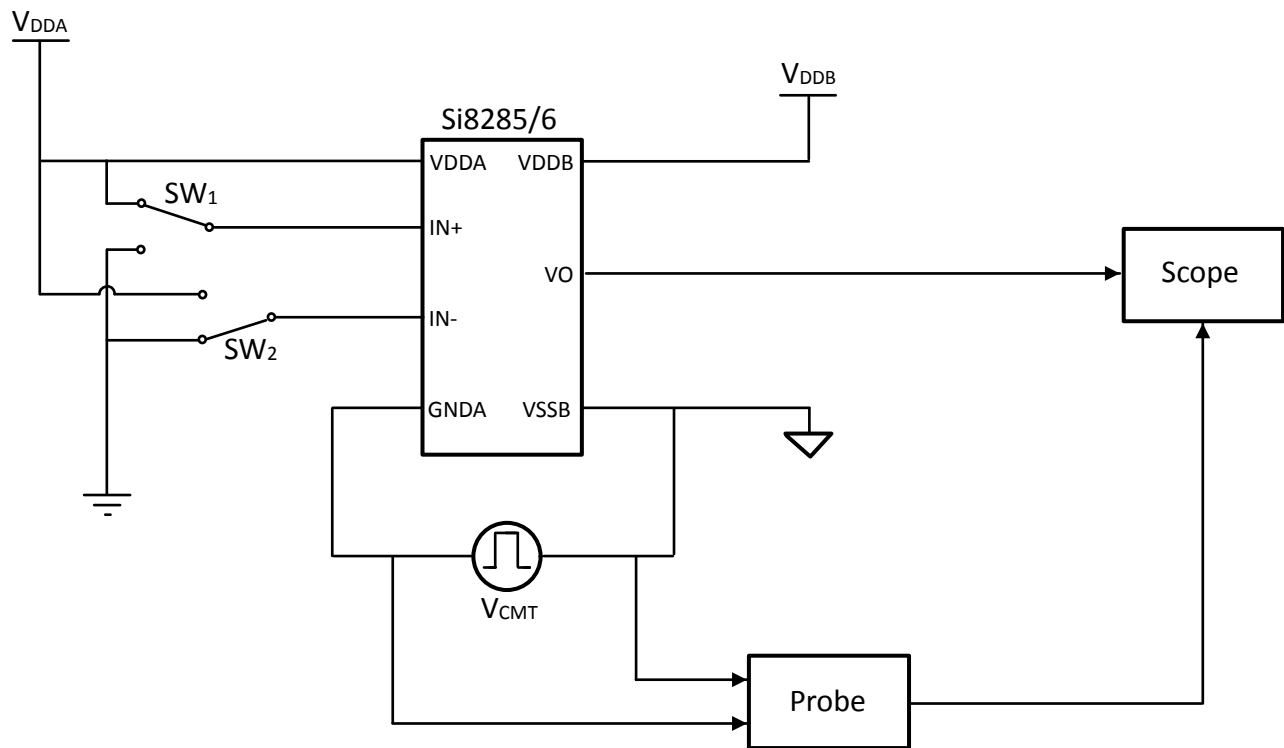 VDDA
VDDB
Si8285/6
VDDA
VDDB
SW1
IN+
VO
Scope
IN-
SW2
GNDA
VSSB
VCMT
Probe